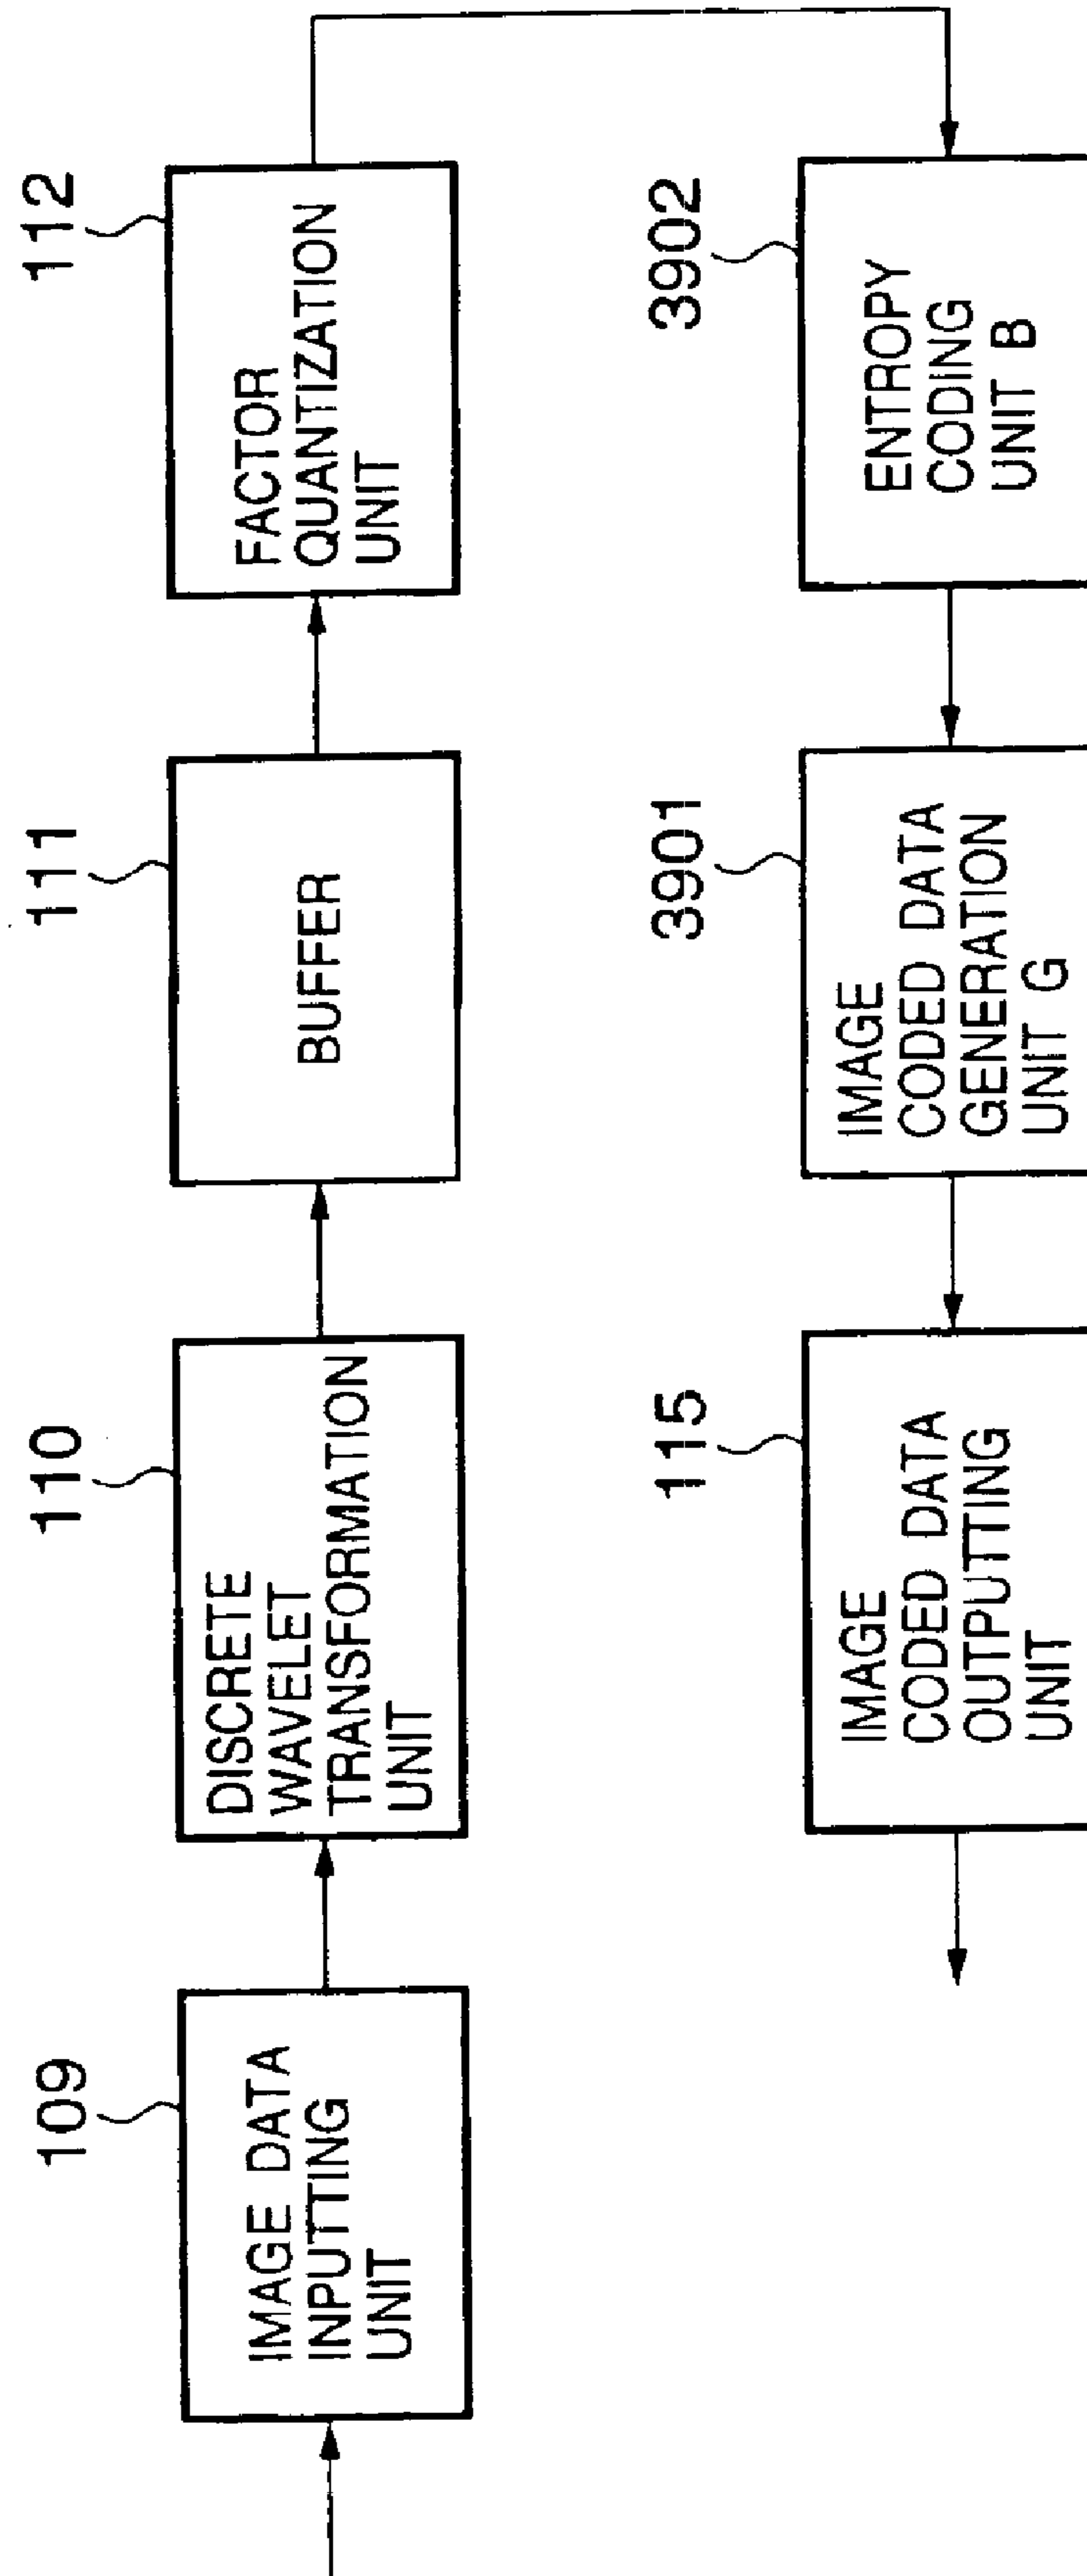 109
IMAGE DATA
INPUTTING
UNIT
110
DISCRETE
WAVELET
TRANSFORMATION
UNIT
111
BUFFER
112
FACTOR
QUANTIZATION
UNIT
115
IMAGE
CODED DATA
OUTPUTTING
UNIT
3901
IMAGE
CODED DATA
GENERATION
UNIT G
3902
ENTROPY
CODING
UNIT B